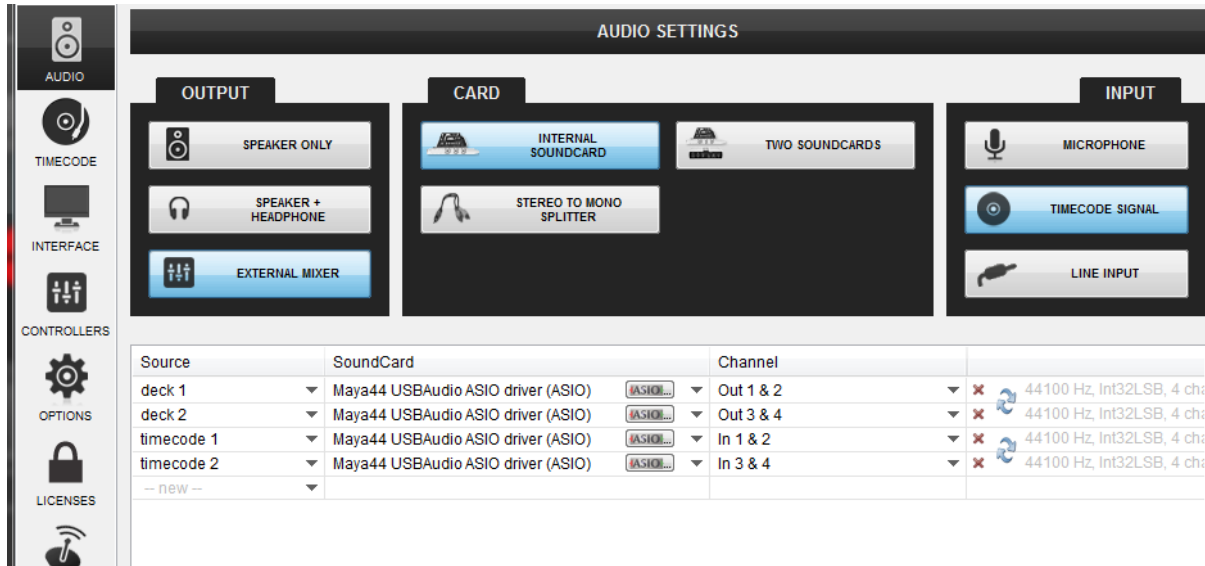 AUDIO SETTINGS
AUDIO
TIMECODE
INTERFACE
CONTROLLERS
OPTIONS
LICENSES
OUTPUT
SPEAKER ONLY
SPEAKER +
HEADPHONE
EXTERNAL MIXER
CARD
INTERNAL
SOUNDCARD
TWO SOUNDCARDS
STEREO TO MONO
SPLITTER
INPUT
MICROPHONE
TIMECODE SIGNAL
LINE INPUT
Source SoundCard Channel
deck 1 Maya44 USBAudio ASIO driver (ASIO) ASIO... Out 1 & 2 44100 Hz, Int32LSB, 4 cha
deck 2 Maya44 USBAudio ASIO driver (ASIO) ASIO... Out 3 & 4 44100 Hz, Int32LSB, 4 cha
timecode 1 Maya44 USBAudio ASIO driver (ASIO) ASIO... In 1 & 2 44100 Hz, Int32LSB, 4 cha
timecode 2 Maya44 USBAudio ASIO driver (ASIO) ASIO... In 3 & 4 44100 Hz, Int32LSB, 4 cha
-- new --